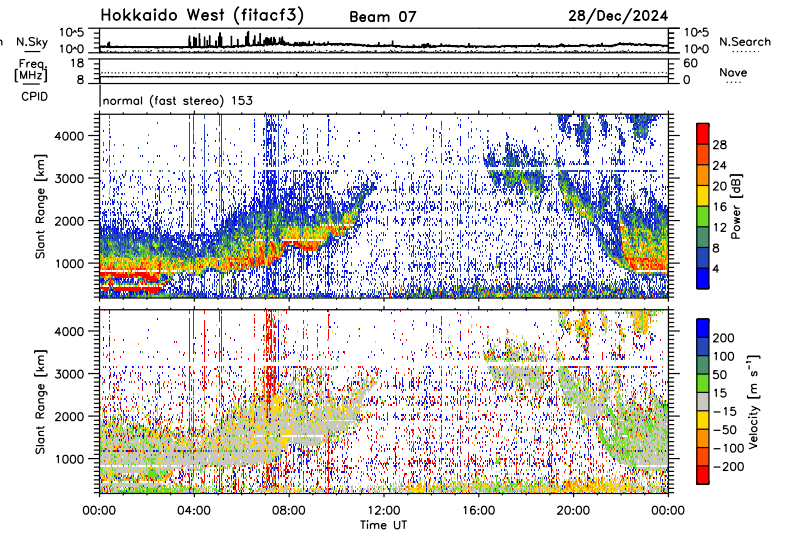 Hokkaido West (fitacf3) Beam 07 28/Dec/2024
N.Sky 10^5 10^0 10^5 10^0 N.Search
Freq. [MHz] 18 8 60 0 Nave
CPID normal (fast stereo) 153
Slant Range [km] 4000 3000 2000 1000
28 24 20 16 12 8 4 Power [dB]
Slant Range [km] 4000 3000 2000 1000
200 100 50 15 -15 -50 -100 -200 Velocity [m s⁻¹]
00:00 04:00 08:00 12:00 16:00 20:00 00:00
Time UT